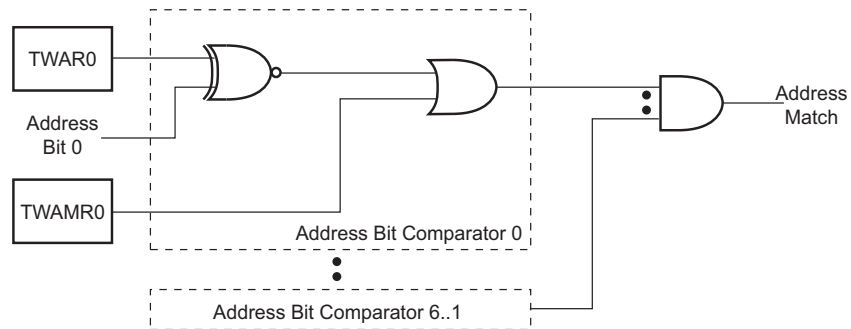 TWAR0
Address
Bit 0
TWAMR0
Address Bit Comparator 0
Address Bit Comparator 6..1
Address
Match